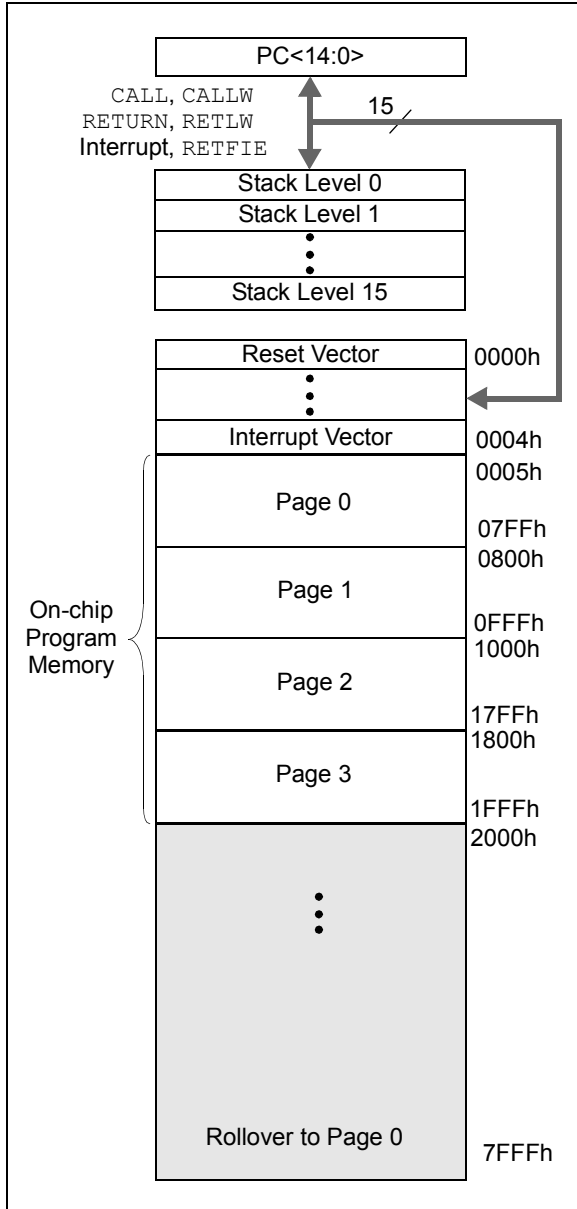 PC<14:0>
CALL, CALLW
RETURN, RETLW
Interrupt, RETFIE
15
Stack Level 0
Stack Level 1
Stack Level 15
Reset Vector
0000h
Interrupt Vector
0004h
0005h
Page 0
07FFh
0800h
Page 1
0FFFh
On-chip
Program
Memory
1000h
Page 2
17FFh
1800h
Page 3
1FFFh
2000h
Rollover to Page 0
7FFFh